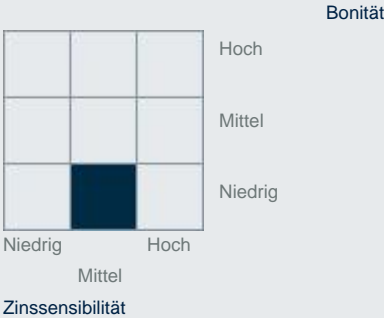 Bonität
Hoch
Mittel
Niedrig
Niedrig Hoch
Mittel
Zinssensibilität